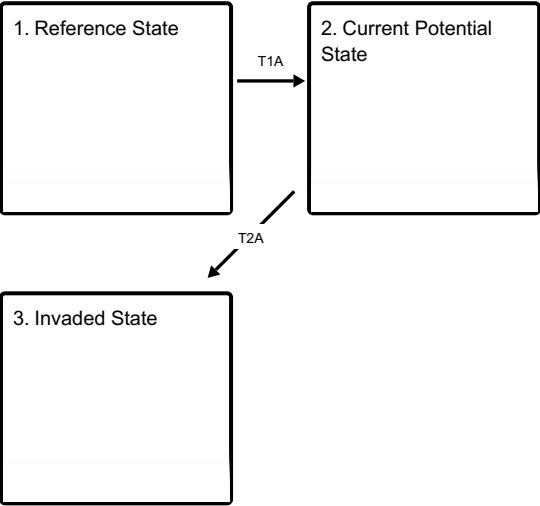 1. Reference State
T1A
2. Current Potential
State
T2A
3. Invaded State